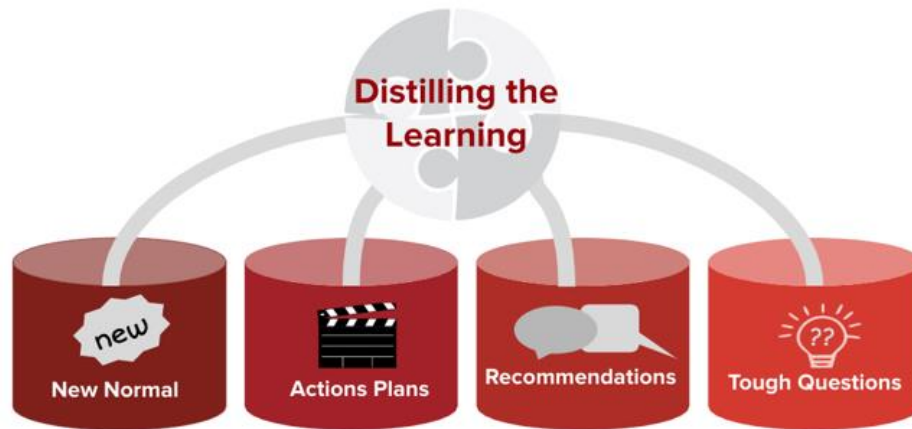 Distilling the
Learning
new
New Normal
Actions Plans
Recommendations
??
Tough Questions